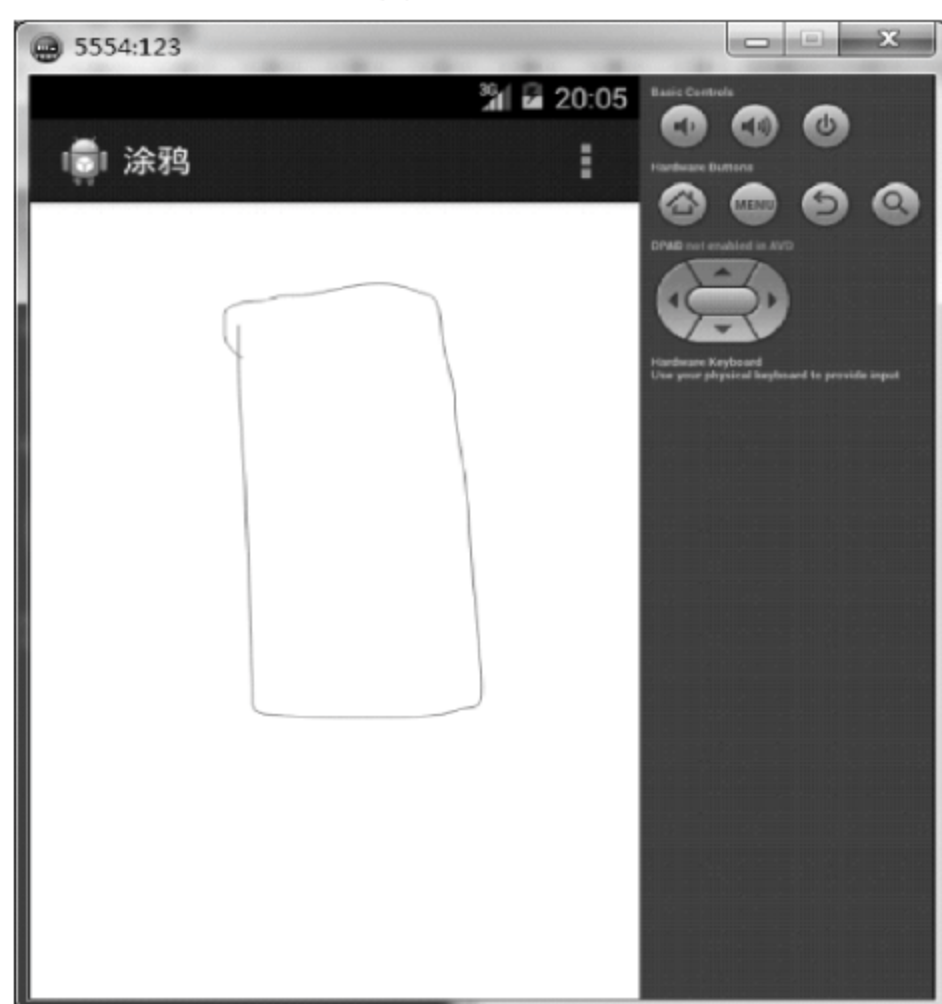 5554:123
3G 20:05
Basic Controls
涂鸦
Hardware Buttons
MENU
DPAD not enabled in AVD
Hardware Keyboard
Use your physical keyboard to provide input